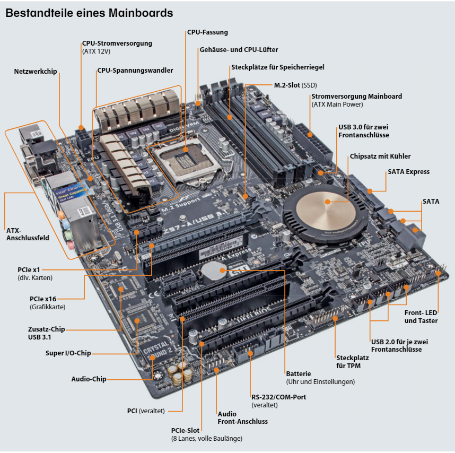 Bestandteile eines Mainboards
CPU-Fassung
CPU-Stromversorgung
(ATX 12V)
Gehäuse- und CPU-Lüfter
Netzwerkchip
CPU-Spannungswandler
Steckplätze für Speicherriegel
M.2-Slot (SSD)
Stromversorgung Mainboard
(ATX Main Power)
USB 3.0 für zwei
Frontanschlüsse
Chipsatz mit Kühler
SATA Express
SATA
ATX-
Anschlussfeld
PCIe x1
(div. Karten)
PCIe x16
(Grafikkarte)
Zusatz-Chip
USB 3.1
Super I/O-Chip
Audio-Chip
CRYSTAL
SOUND 2
Front- LED
und Taster
USB 2.0 für je zwei
Frontanschlüsse
Steckplatz
für TPM
Batterie
(Uhr und Einstellungen)
RS-232/COM-Port
(veraltet)
PCI (veraltet)
Audio
Front-Anschluss
PCIe-Slot
(8 Lanes, volle Baulänge)